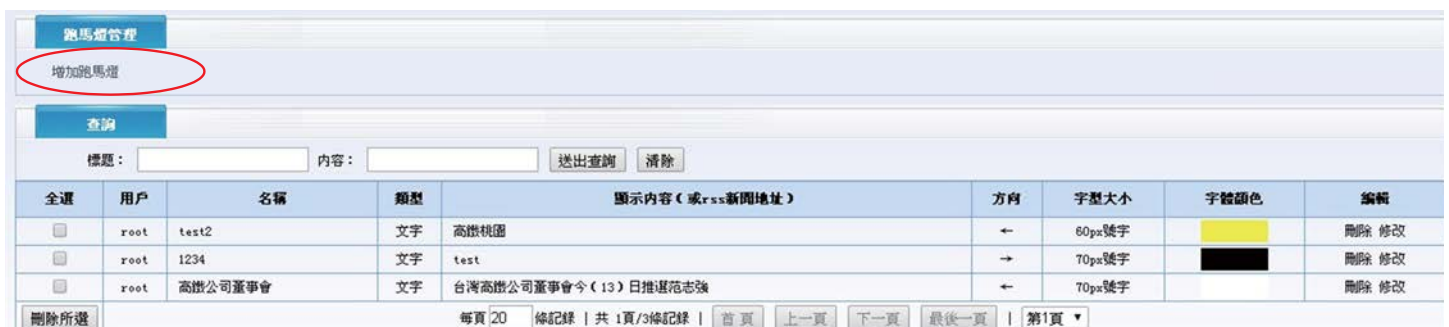 跑馬燈管理
增加跑馬燈
查詢
標題： 内容： 送出查詢 清除
全選 用戶 名稱 類型 顯示内容(或rss新聞地址) 方向 字型大小 字體顏色 編輯
root test2 文字 高鐵桃園 ← 60px號字 刪除 修改
root 1234 文字 test → 70px號字 刪除 修改
root 高鐵公司董事會 文字 台灣高鐵公司董事會今(13)日推選范志強 ← 70px號字 刪除 修改
刪除所選 每頁 20 條記錄 | 共 1頁/3條記錄 | 首 頁 上一頁 下一頁 最後一頁 | 第1頁 ▼